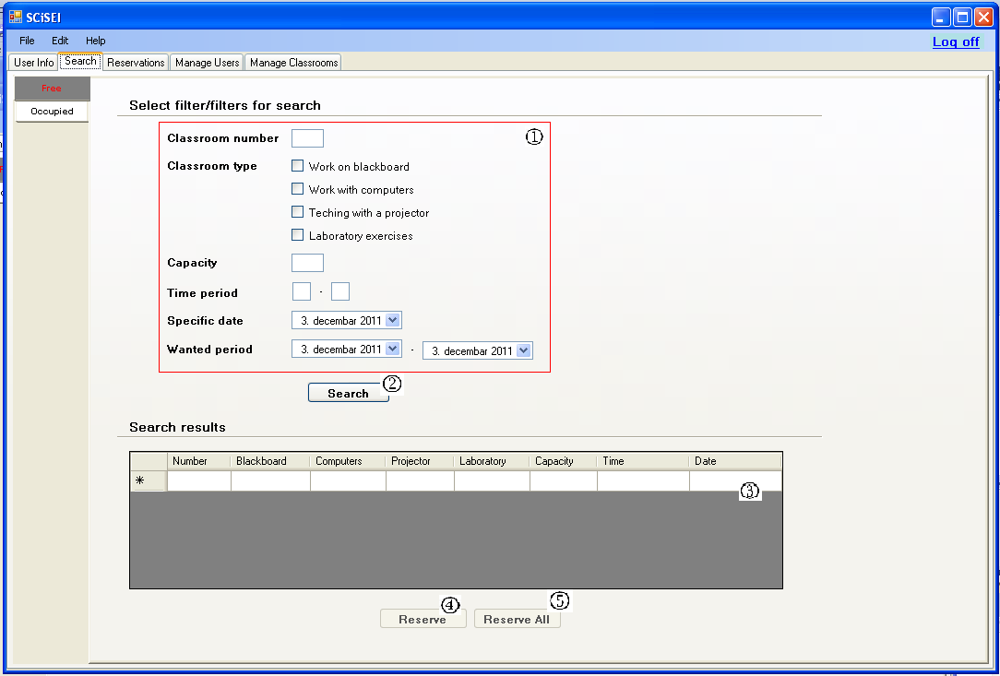 SCiSEI
File Edit Help Log off
User Info Search Reservations Manage Users Manage Classrooms
Free
Occupied
Select filter/filters for search
Classroom number ①
Classroom type Work on blackboard
Work with computers
Teching with a projector
Laboratory exercises
Capacity
Time period -
Specific date 3. decembar 2011
Wanted period 3. decembar 2011 - 3. decembar 2011
Search ②
Search results
Number Blackboard Computers Projector Laboratory Capacity Time Date
* ③
Reserve ④ Reserve All ⑤